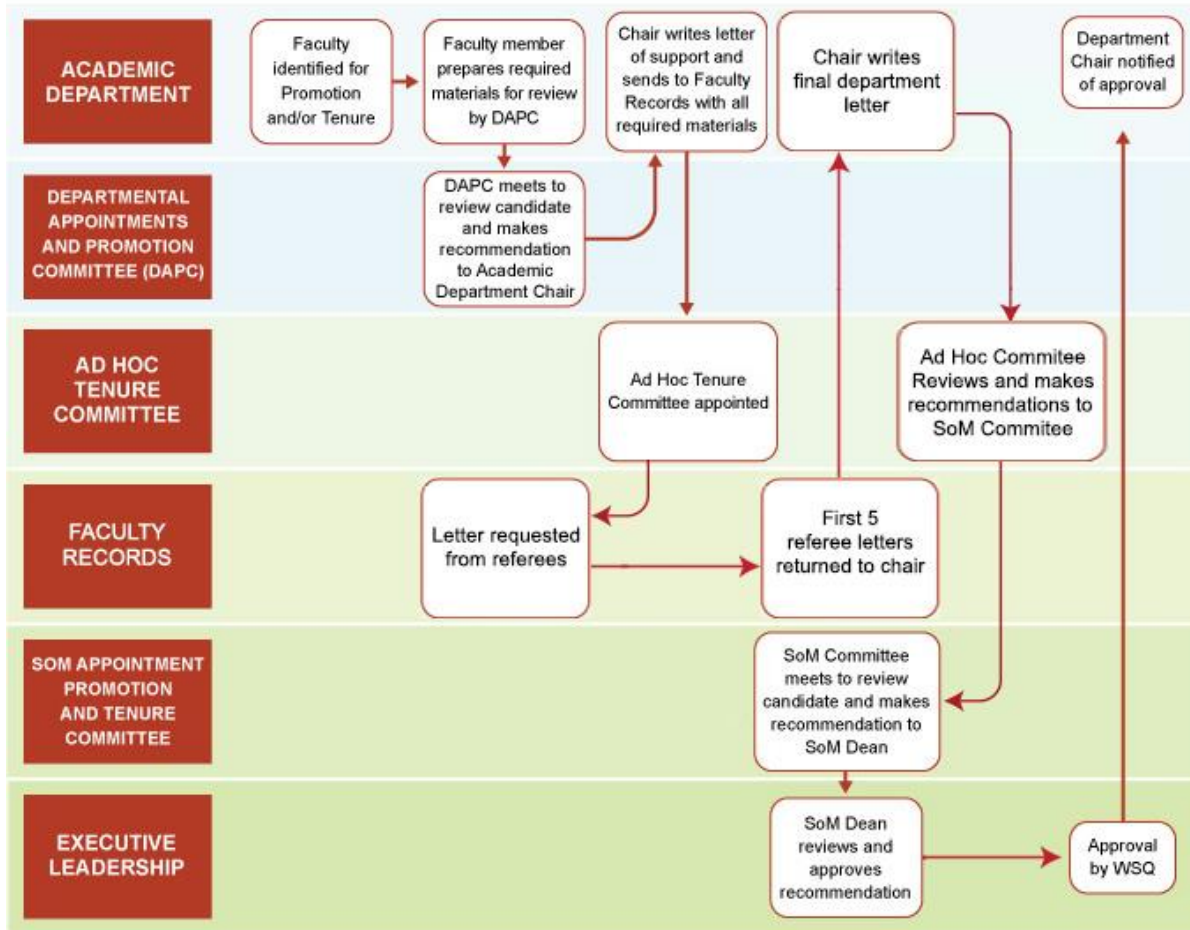 ACADEMIC
DEPARTMENT
Faculty
identified for
Promotion
and/or Tenure
Faculty member
prepares required
materials for review
by DAPC
Chair writes letter
of support and
sends to Faculty
Records with all
required materials
Chair writes
final department
letter
Department
Chair notified
of approval
DEPARTMENTAL
APPOINTMENTS
AND PROMOTION
COMMITTEE (DAPC)
DAPC meets to
review candidate
and makes
recommendation
to Academic
Department Chair
AD HOC
TENURE
COMMITTEE
Ad Hoc Tenure
Committee appointed
Ad Hoc Commitee
Reviews and makes
recommendations to
SoM Commitee
FACULTY
RECORDS
Letter requested
from referees
First 5
referee letters
returned to chair
SOM APPOINTMENT
PROMOTION
AND TENURE
COMMITTEE
SoM Committee
meets to review
candidate and makes
recommendation to
SoM Dean
EXECUTIVE
LEADERSHIP
SoM Dean
reviews and
approves
recommendation
Approval
by WSQ